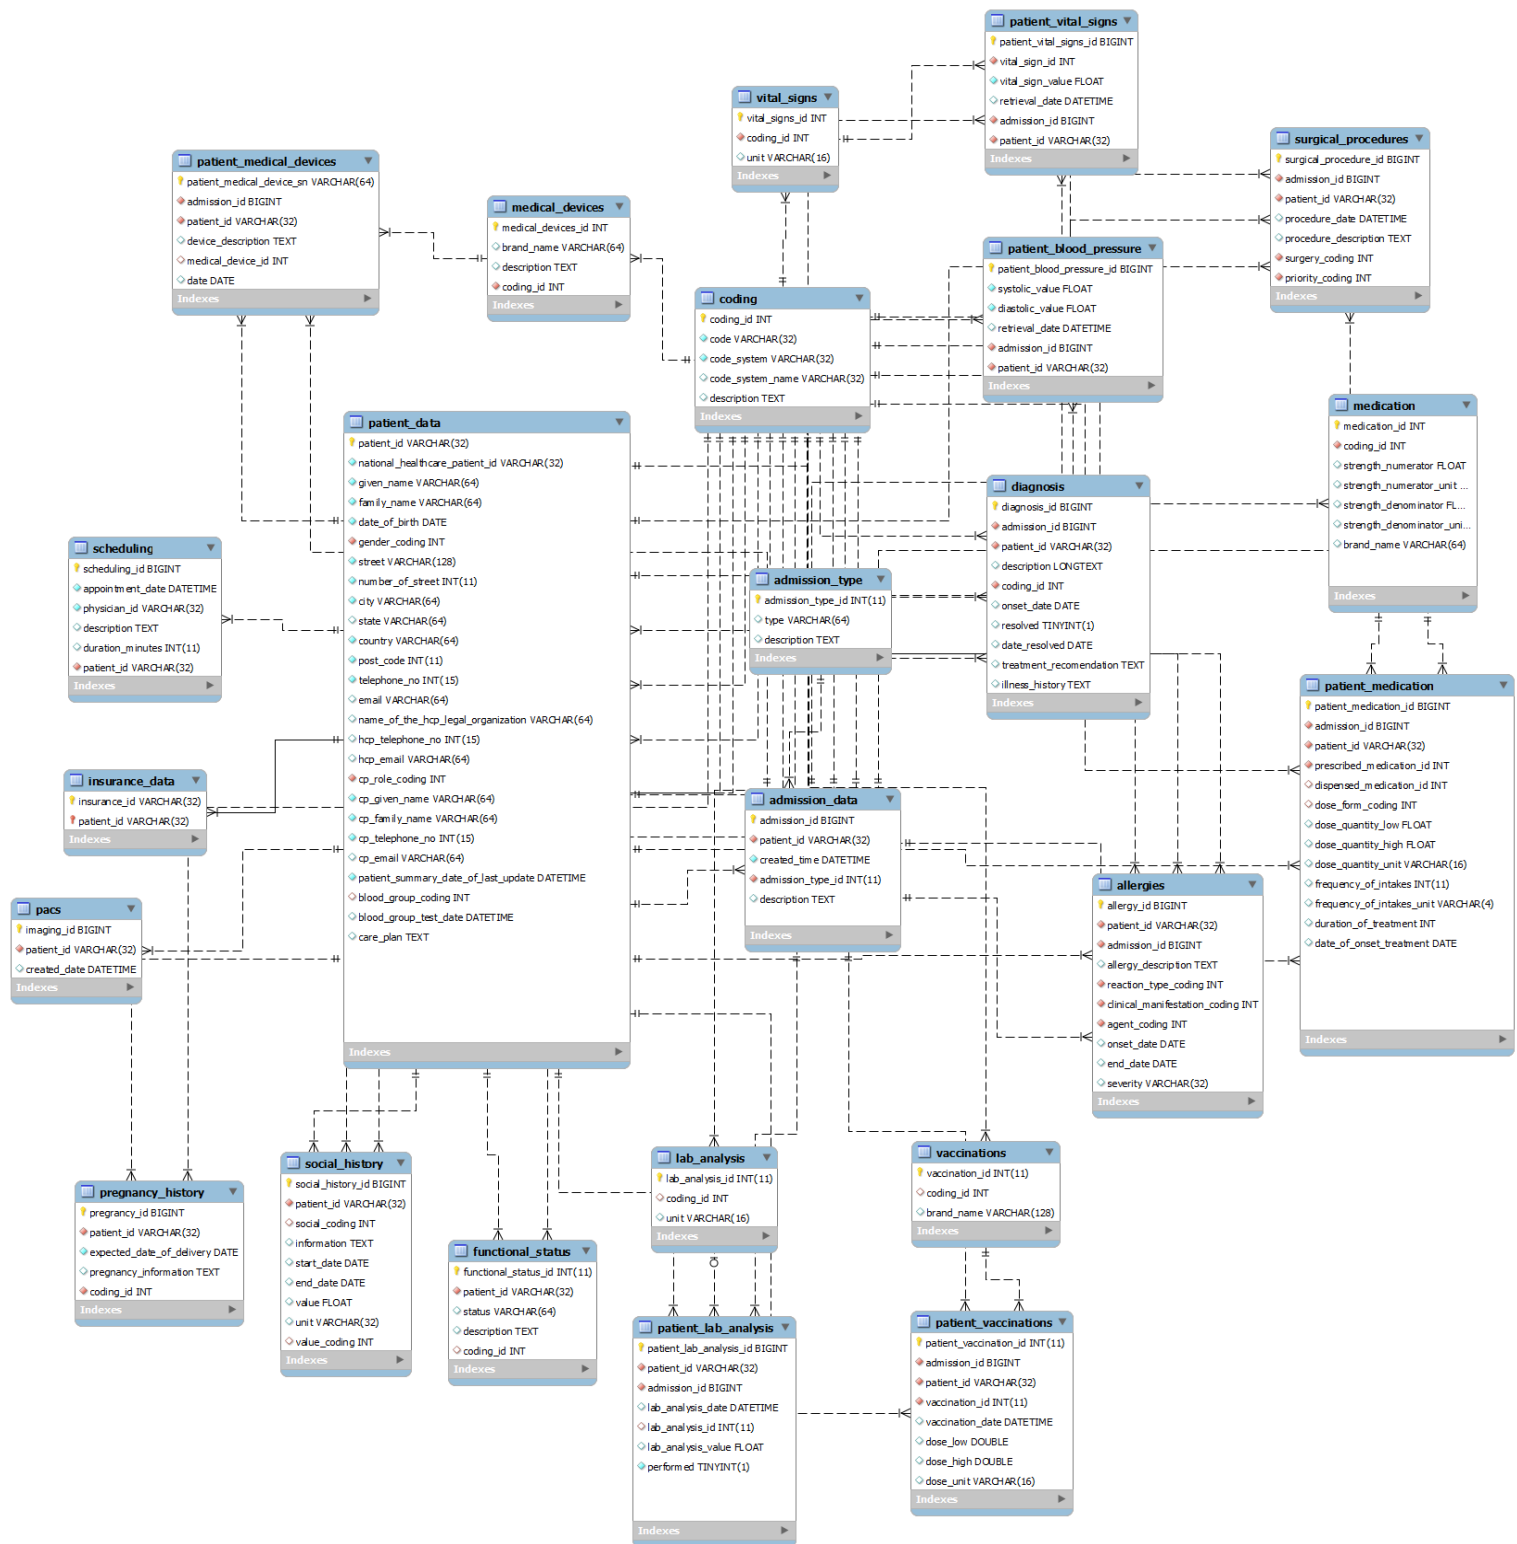 patient_vital_signs
patient_vital_signs_id BIGINT
vital_sign_id INT
vital_sign_value FLOAT
retrieval_date DATETIME
admission_id BIGINT
patient_id VARCHAR(32)
Indexes
vital_signs
vital_signs_id INT
coding_id INT
unit VARCHAR(16)
Indexes
surgical_procedures
surgical_procedure_id BIGINT
admission_id BIGINT
patient_id VARCHAR(32)
procedure_date DATETIME
procedure_description TEXT
surgery_coding INT
priority_coding INT
Indexes
patient_medical_devices
patient_medical_device_sn VARCHAR(64)
admission_id BIGINT
patient_id VARCHAR(32)
device_description TEXT
medical_device_id INT
date DATE
Indexes
medical_devices
medical_devices_id INT
brand_name VARCHAR(64)
description TEXT
coding_id INT
Indexes
patient_blood_pressure
patient_blood_pressure_id BIGINT
systolic_value FLOAT
diastolic_value FLOAT
retrieval_date DATETIME
admission_id BIGINT
patient_id VARCHAR(32)
Indexes
coding
coding_id INT
code VARCHAR(32)
code_system VARCHAR(32)
code_system_name VARCHAR(32)
description TEXT
Indexes
medication
medication_id INT
coding_id INT
strength_numerator FLOAT
strength_numerator_unit ...
strength_denominator FL...
strength_denominator_uni...
brand_name VARCHAR(64)
Indexes
patient_data
patient_id VARCHAR(32)
national_healthcare_patient_id VARCHAR(32)
given_name VARCHAR(64)
family_name VARCHAR(64)
date_of_birth DATE
gender_coding INT
street VARCHAR(128)
number_of_street INT(11)
city VARCHAR(64)
state VARCHAR(64)
country VARCHAR(64)
post_code INT(11)
telephone_no INT(15)
email VARCHAR(64)
name_of_the_hcp_legal_organization VARCHAR(64)
hcp_telephone_no INT(15)
hcp_email VARCHAR(64)
cp_role_coding INT
cp_given_name VARCHAR(64)
cp_family_name VARCHAR(64)
cp_telephone_no INT(15)
cp_email VARCHAR(64)
patient_summary_date_of_last_update DATETIME
blood_group_coding INT
blood_group_test_date DATETIME
care_plan TEXT
Indexes
diagnosis
diagnosis_id BIGINT
admission_id BIGINT
patient_id VARCHAR(32)
description LONGTEXT
coding_id INT
onset_date DATE
resolved TINYINT(1)
date_resolved DATE
treatment_recomendation TEXT
illness_history TEXT
Indexes
scheduling
scheduling_id BIGINT
appointment_date DATETIME
physician_id VARCHAR(32)
description TEXT
duration_minutes INT(11)
patient_id VARCHAR(32)
Indexes
admission_type
admission_type_id INT(11)
type VARCHAR(64)
description TEXT
Indexes
patient_medication
patient_medication_id BIGINT
admission_id BIGINT
patient_id VARCHAR(32)
prescribed_medication_id INT
dispensed_medication_id INT
dose_form_coding INT
dose_quantity_low FLOAT
dose_quantity_high FLOAT
dose_quantity_unit VARCHAR(16)
frequency_of_intakes INT(11)
frequency_of_intakes_unit VARCHAR(4)
duration_of_treatment INT
date_of_onset_treatment DATE
Indexes
insurance_data
insurance_id VARCHAR(32)
patient_id VARCHAR(32)
Indexes
admission_data
admission_id BIGINT
patient_id VARCHAR(32)
created_time DATETIME
admission_type_id INT(11)
description TEXT
Indexes
allergies
allergy_id BIGINT
patient_id VARCHAR(32)
admission_id BIGINT
allergy_description TEXT
reaction_type_coding INT
clinical_manifestation_coding INT
agent_coding INT
onset_date DATE
end_date DATE
severity VARCHAR(32)
Indexes
pacs
imaging_id BIGINT
patient_id VARCHAR(32)
created_date DATETIME
Indexes
pregnancy_history
pregnancy_id BIGINT
patient_id VARCHAR(32)
expected_date_of_delivery DATE
pregnancy_information TEXT
coding_id INT
Indexes
social_history
social_history_id BIGINT
patient_id VARCHAR(32)
social_coding INT
information TEXT
start_date DATE
end_date DATE
value FLOAT
unit VARCHAR(32)
value_coding INT
Indexes
functional_status
functional_status_id INT(11)
patient_id VARCHAR(32)
status VARCHAR(64)
description TEXT
coding_id INT
Indexes
lab_analysis
lab_analysis_id INT(11)
coding_id INT
unit VARCHAR(16)
Indexes
vaccinations
vaccination_id INT(11)
coding_id INT
brand_name VARCHAR(128)
Indexes
patient_lab_analysis
patient_lab_analysis_id BIGINT
patient_id VARCHAR(32)
admission_id BIGINT
lab_analysis_date DATETIME
lab_analysis_id INT(11)
lab_analysis_value FLOAT
performed TINYINT(1)
Indexes
patient_vaccinations
patient_vaccination_id INT(11)
admission_id BIGINT
patient_id VARCHAR(32)
vaccination_id INT(11)
vaccination_date DATETIME
dose_low DOUBLE
dose_high DOUBLE
dose_unit VARCHAR(16)
Indexes